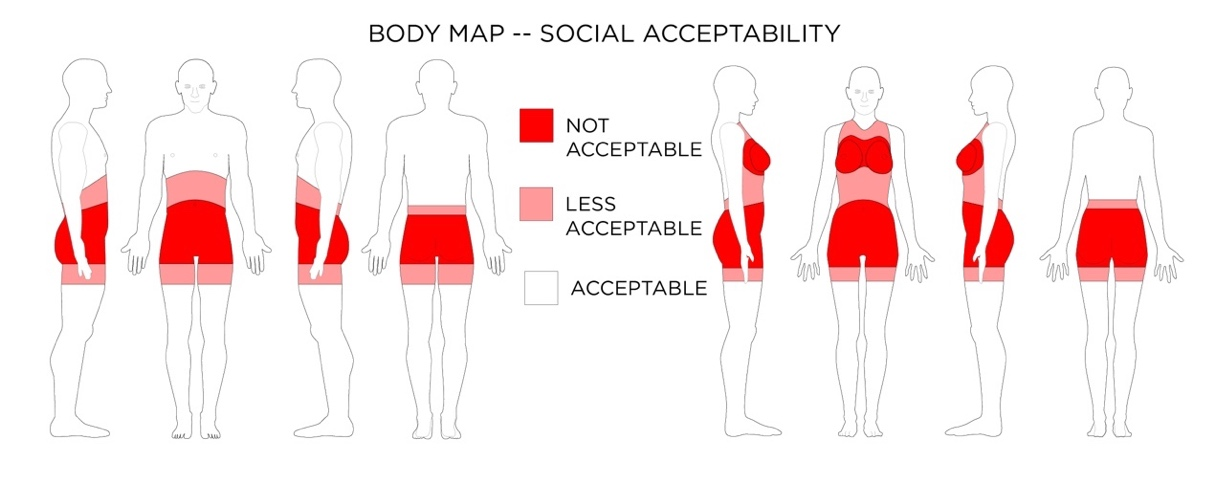 BODY MAP -- SOCIAL ACCEPTABILITY
NOT
ACCEPTABLE
LESS
ACCEPTABLE
ACCEPTABLE